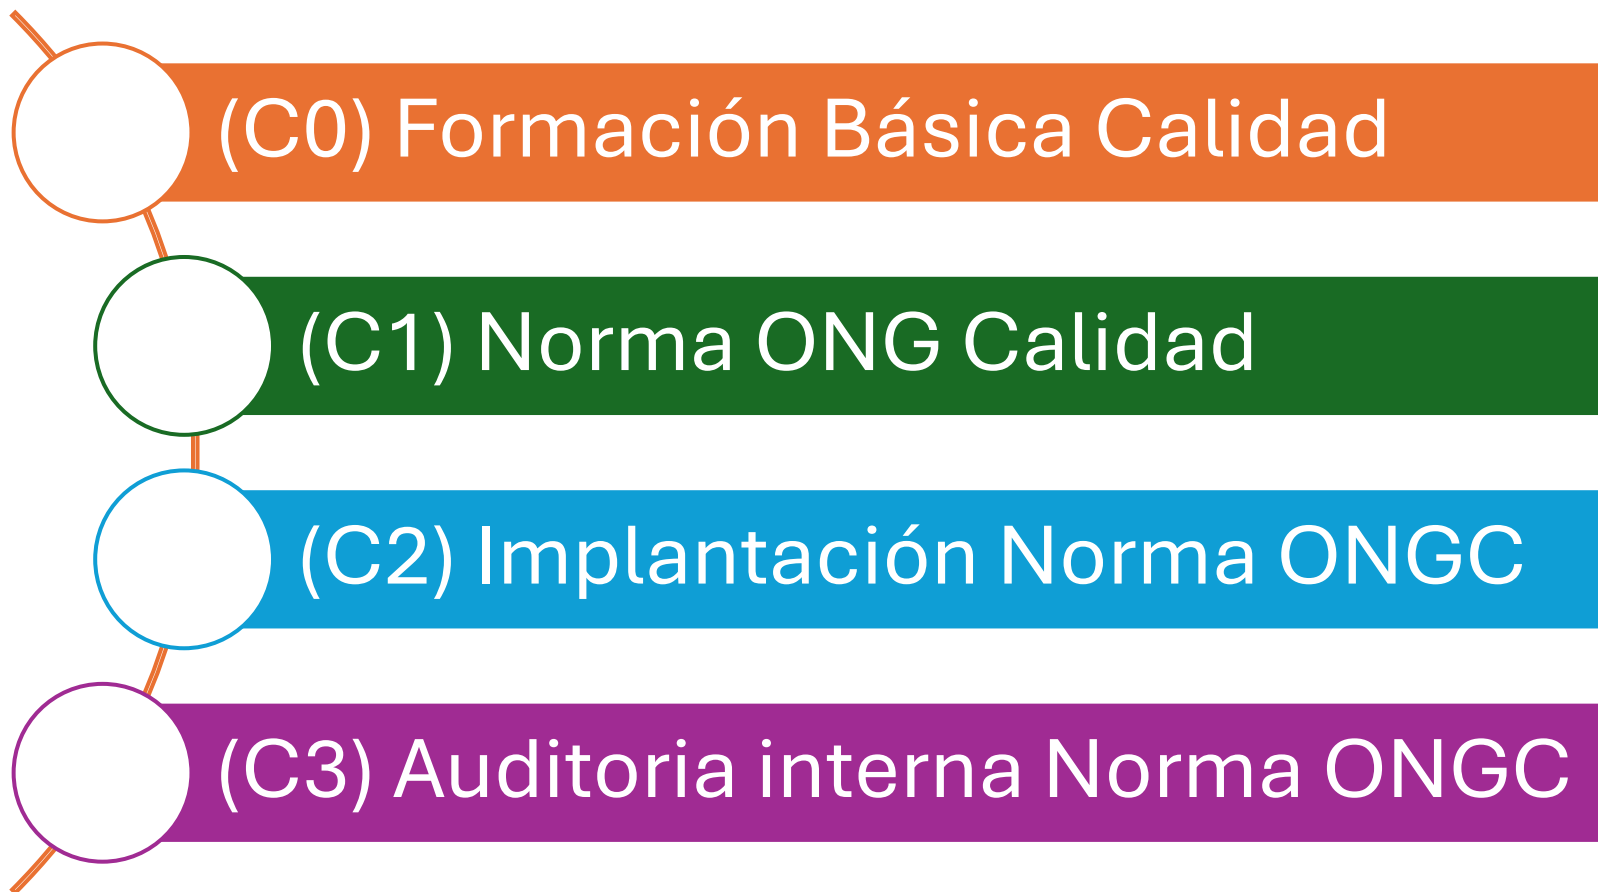 (C0) Formación Básica Calidad
(C1) Norma ONG Calidad
(C2) Implantación Norma ONGC
(C3) Auditoria interna Norma ONGC